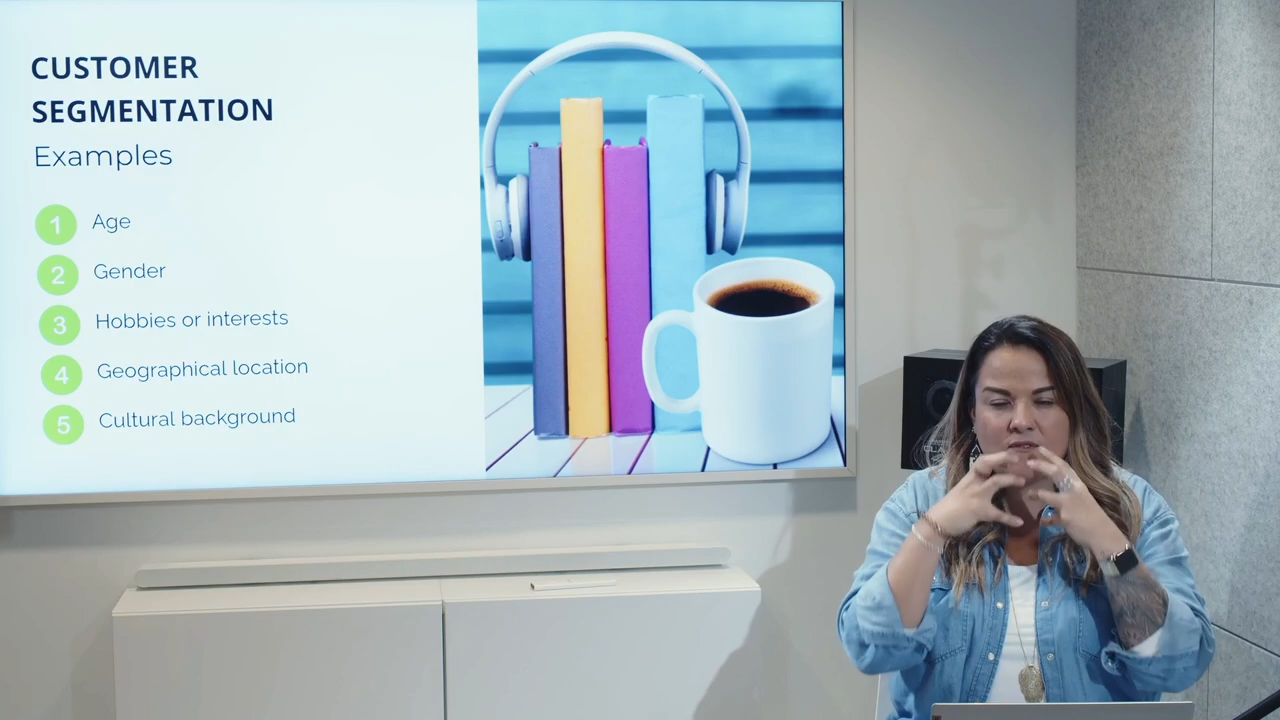 CUSTOMER
SEGMENTATION
Examples
1 Age
2 Gender
3 Hobbies or interests
4 Geographical location
5 Cultural background